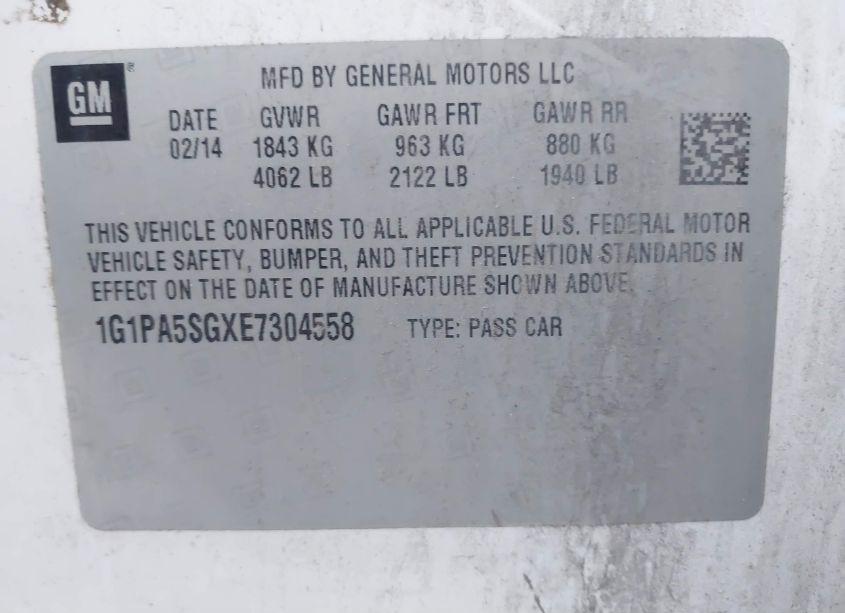 GM ®
MFD BY GENERAL MOTORS LLC
DATE GVWR GAWR FRT GAWR RR
02/14 1843 KG 963 KG 880 KG
4062 LB 2122 LB 1940 LB
THIS VEHICLE CONFORMS TO ALL APPLICABLE U.S. FEDERAL MOTOR
VEHICLE SAFETY, BUMPER, AND THEFT PREVENTION STANDARDS IN
EFFECT ON THE DATE OF MANUFACTURE SHOWN ABOVE.
1G1PA5SGXE7304558 TYPE: PASS CAR